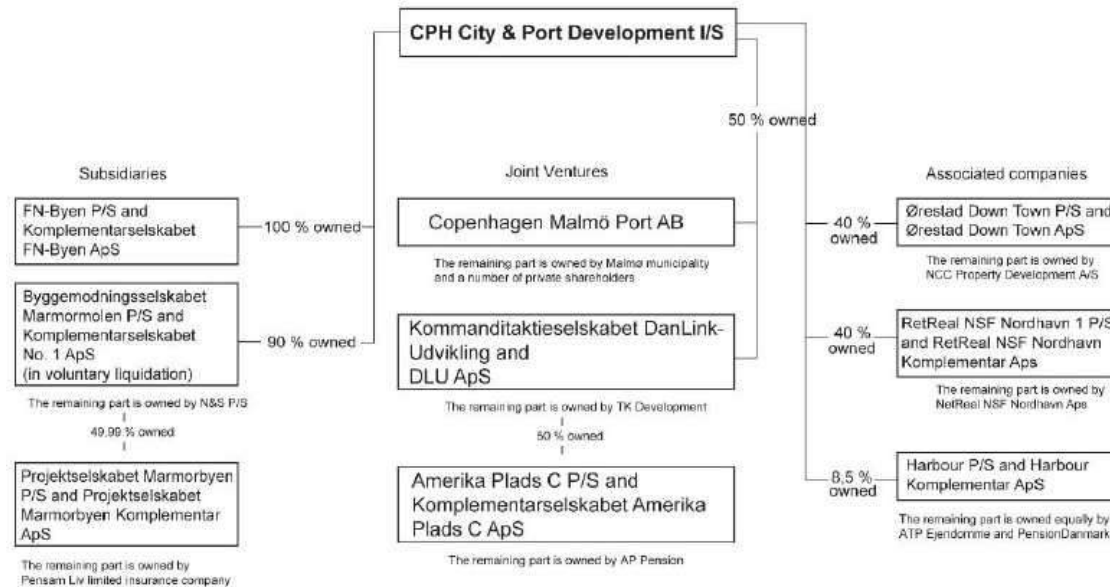 CPH City & Port Development I/S
50 % owned
Subsidiaries
FN-Byen P/S and
Komplementarselskabet
FN-Byen ApS
100 % owned
Byggemodningsselskabet
Marmormolen P/S and
Komplementarselskabet
No. 1 ApS
(in voluntary liquidation)
90 % owned
The remaining part is owned by N&S P/S
49,99 % owned
Projektselskabet Marmorbyen
P/S and Projektselskabet
Marmorbyen Komplementar
ApS
The remaining part is owned by
Pensam Liv limited insurance company
Joint Ventures
Copenhagen Malmö Port AB
The remaining part is owned by Malmø municipality
and a number of private shareholders
Kommanditaktieselskabet DanLink-
Udvikling and
DLU ApS
The remaining part is owned by TK Development
50 % owned
Amerika Plads C P/S and
Komplementarselskabet Amerika
Plads C ApS
The remaining part is owned by AP Pension
Associated companies
40 %
owned
Ørestad Down Town P/S and
Ørestad Down Town ApS
The remaining part is owned by
NCC Property Development A/S
40 %
owned
RetReal NSF Nordhavn 1 P/S
and RetReal NSF Nordhavn
Komplementar Aps
The remaining part is owned by
NetReal NSF Nordhavn Aps
8,5 %
owned
Harbour P/S and Harbour
Komplementar ApS
The remaining part is owned equally by
ATP Ejendomme and PensionDanmark